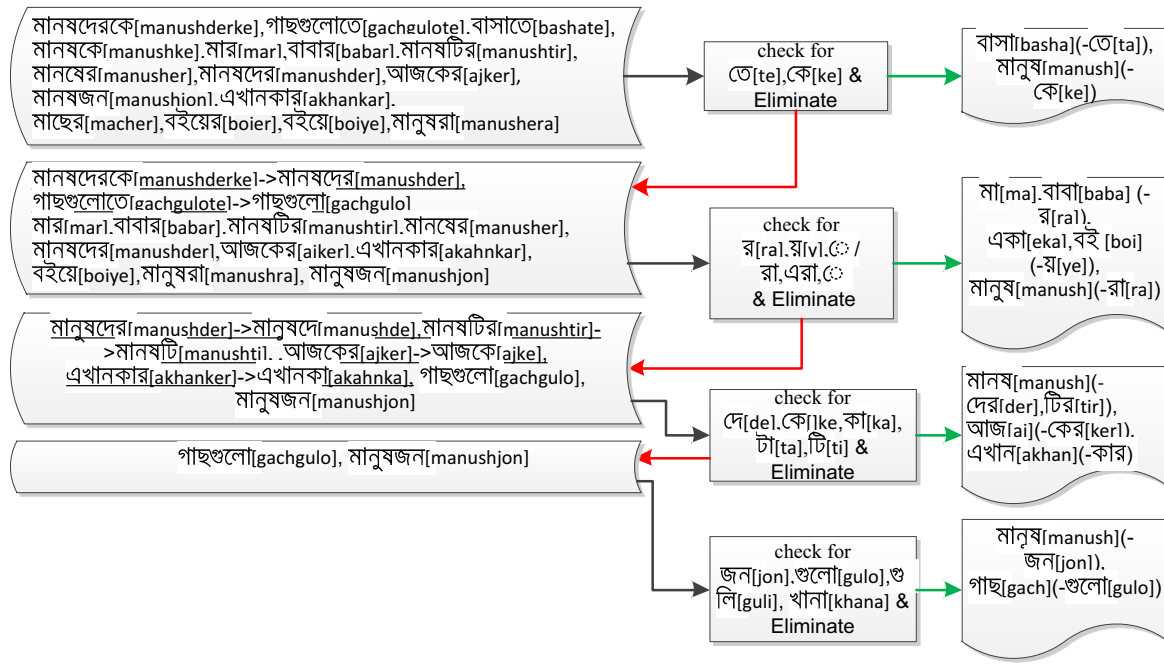 মানষদেরকে[manushderke],গাছগুলোতে[gachgulote].বাসাতে[bashate],
মানষকে[manushke].মার[mar],বাবার[babar].মানষটির[manushtir],
মানষের[manusher],মানষদের[manushder],আজকের[ajker],
মানষজন[manushjon].এখানকার[akhankar].
মাছের[macher],বইয়ের[boier],বইয়ে[boiye],মানুষরা[manushera]
check for
তে[te],কে[ke] &
Eliminate
বাসা[basha](-তে[ta]),
মানুষ[manush](-
কে[ke])
মানষদেরকে[manushderke]->মানষদের[manushder],
গাছগুলোতে[gachgulote]->গাছগুলো[gachgulo]
মার[mar].বাবার[babar].মানষটির[manushtir].মানষের[manusher],
মানষদের[manushder],আজকের[ajker].এখানকার[akahnkar],
বইয়ে[boiye],মানুষরা[manushra], মানুষজন[manushjon]
check for
র[ra].য়[y].ে /
রা,এরা,ে
& Eliminate
মা[ma].বাবা[baba] (-
র[ra]).
একা[eka],বই [boi]
(-য়[ye]),
মানুষ[manush](-রা[ra])
মানুষদের[manushder]->মানুষদে[manushde],মানষটির[manushtir]-
>মানষটি[manushti]. .আজকের[ajker]->আজকে[ajke],
এখানকার[akhanker]->এখানকা[akahnka], গাছগুলো[gachgulo],
মানুষজন[manushjon]
check for
দে[de].কে[]ke,কা[ka],
টা[ta],টি[ti] &
Eliminate
মানষ[manush](-
দের[der],টির[tir]),
আজ[aj](-কের[ker]).
এখান[akhan](-কার)
গাছগুলো[gachgulo], মানুষজন[manushjon]
check for
জন[jon].গুলো[gulo],গু
লি[guli], খানা[khana] &
Eliminate
মানষ[manush](-
জন[jon]).
গাছ[gach](-গুলো[gulo])